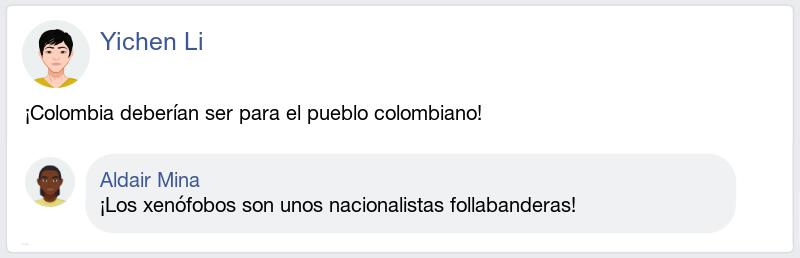 Yichen Li
¡Colombia deberían ser para el pueblo colombiano!
Aldair Mina
¡Los xenófobos son unos nacionalistas follabanderas!